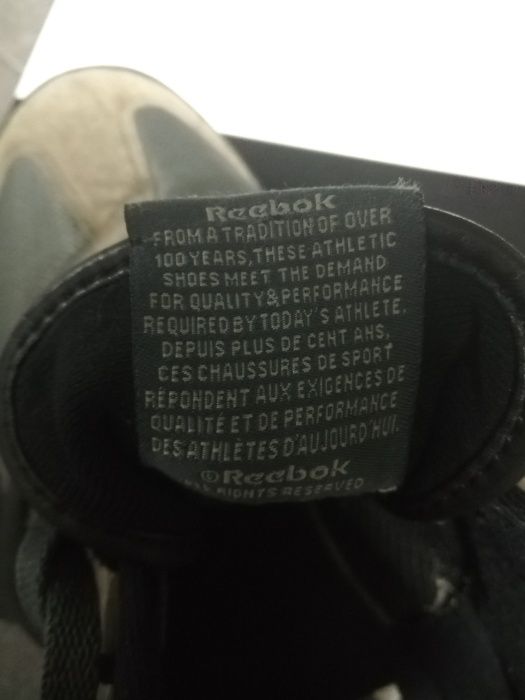 Reebok
FROM A TRADITION OF OVER
100 YEARS, THESE ATHLETIC
SHOES MEET THE DEMAND
FOR QUALITY & PERFORMANCE
REQUIRED BY TODAY'S ATHLETE.
DEPUIS PLUS DE CENT ANS,
CES CHAUSSURES DE SPORT
RÉPONDENT AUX EXIGENCES DE
QUALITÉ ET DE PERFORMANCE
DES ATHLÈTES D'AUJOURD'HUI.
©Reebok
ALL RIGHTS RESERVED